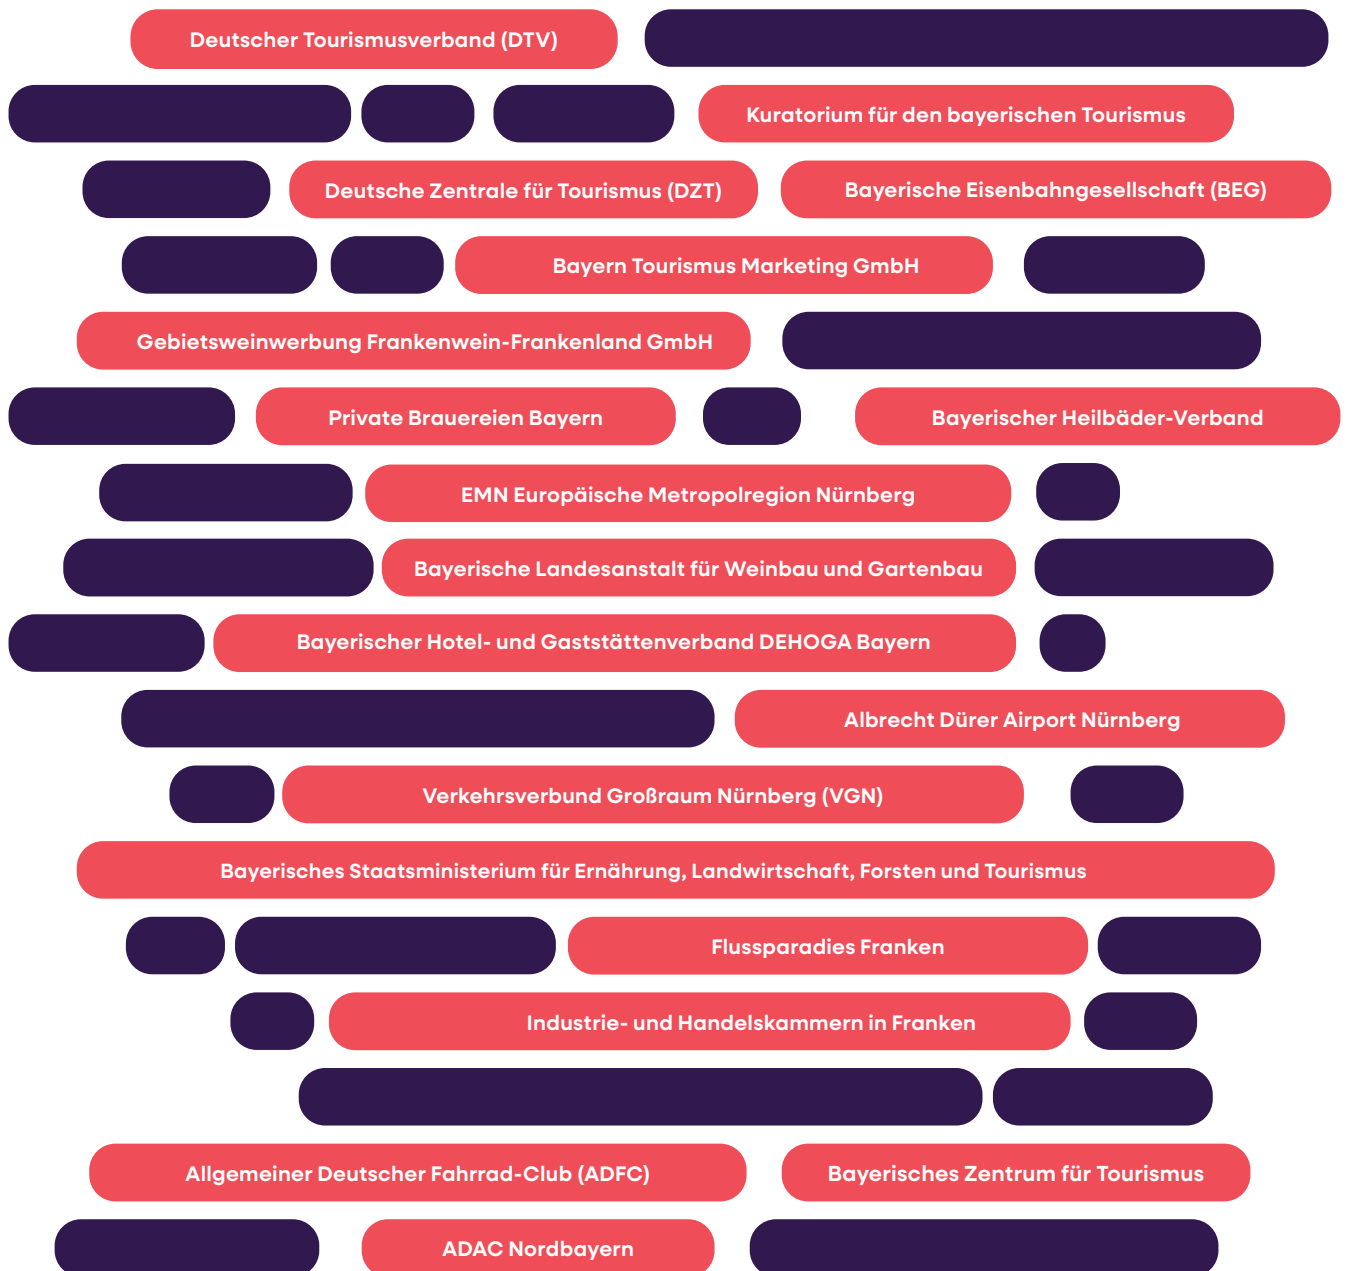 Deutscher Tourismusverband (DTV)
Kuratorium für den bayerischen Tourismus
Deutsche Zentrale für Tourismus (DZT)
Bayerische Eisenbahngesellschaft (BEG)
Bayern Tourismus Marketing GmbH
Gebietsweinwerbung Frankenwein-Frankenland GmbH
Private Brauereien Bayern
Bayerischer Heilbäder-Verband
EMN Europäische Metropolregion Nürnberg
Bayerische Landesanstalt für Weinbau und Gartenbau
Bayerischer Hotel- und Gaststättenverband DEHOGA Bayern
Albrecht Dürer Airport Nürnberg
Verkehrsverbund Großraum Nürnberg (VGN)
Bayerisches Staatsministerium für Ernährung, Landwirtschaft, Forsten und Tourismus
Flussparadies Franken
Industrie- und Handelskammern in Franken
Allgemeiner Deutscher Fahrrad-Club (ADFC)
Bayerisches Zentrum für Tourismus
ADAC Nordbayern